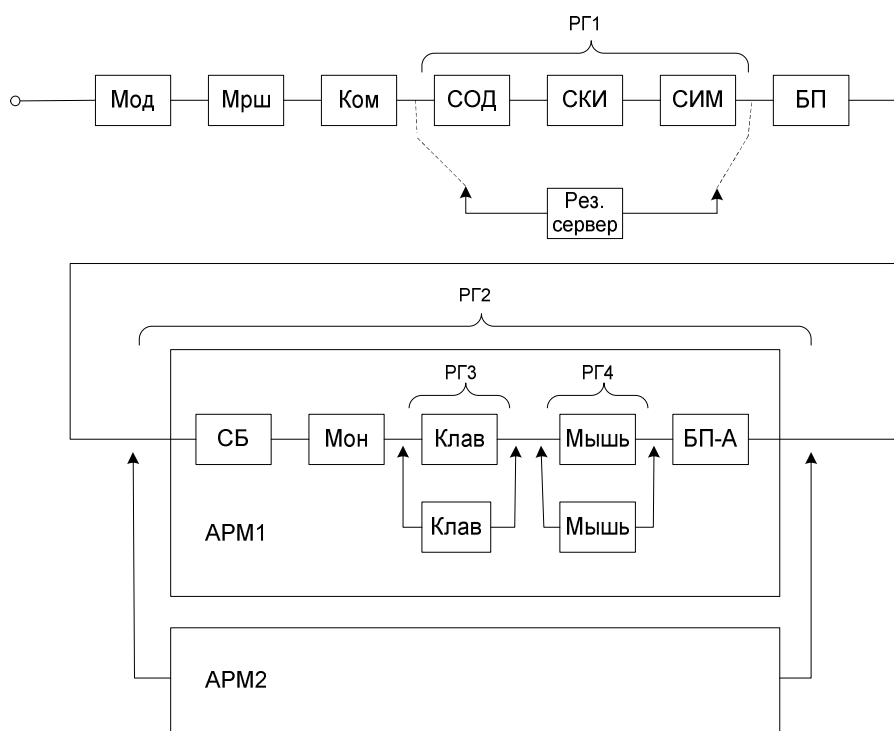 РГ1
Мод Мрш Ком СОД СКИ СИМ БП
Рез.
сервер
РГ2
РГ3 РГ4
СБ Мон Клав Мышь БП-А
Клав Мышь
АРМ1
АРМ2